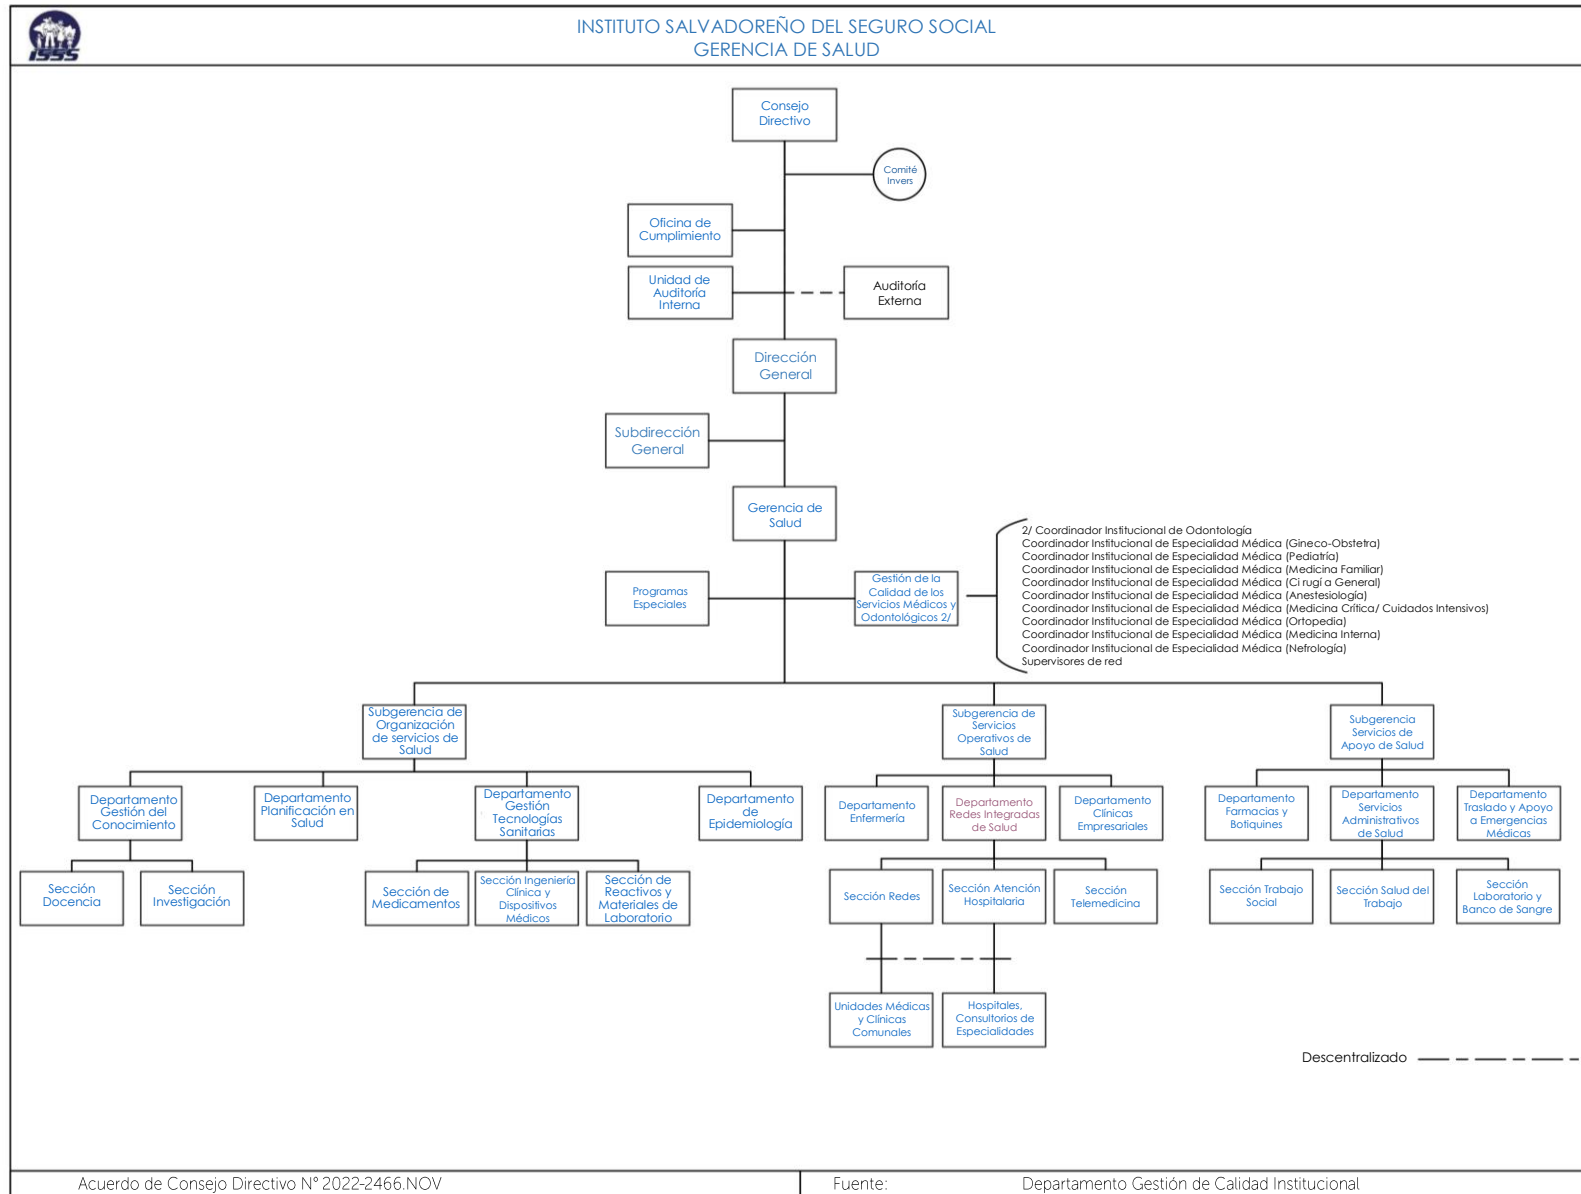 ISSS
INSTITUTO SALVADOREÑO DEL SEGURO SOCIAL
GERENCIA DE SALUD
Consejo
Directivo
Comité
Invers
Oficina de
Cumplimiento
Unidad de
Auditoría
Interna
Auditoría
Externa
Dirección
General
Subdirección
General
Gerencia de
Salud
Programas
Especiales
Gestión de la
Calidad de los
Servicios Médicos y
Odontológicos 2/
2/ Coordinador Institucional de Odontología
Coordinador Institucional de Especialidad Médica (Gineco-Obstetra)
Coordinador Institucional de Especialidad Médica (Pediatría)
Coordinador Institucional de Especialidad Médica (Medicina Familiar)
Coordinador Institucional de Especialidad Médica (Ci rugí a General)
Coordinador Institucional de Especialidad Médica (Anestesiología)
Coordinador Institucional de Especialidad Médica (Medicina Crítica/ Cuidados Intensivos)
Coordinador Institucional de Especialidad Médica (Ortopedia)
Coordinador Institucional de Especialidad Médica (Medicina Interna)
Coordinador Institucional de Especialidad Médica (Nefrología)
Supervisores de red
Subgerencia de
Organización
de servicios de
Salud
Subgerencia de
Servicios
Operativos de
Salud
Subgerencia
Servicios de
Apoyo de Salud
Departamento
Gestión del
Conocimiento
Departamento
Planificación en
Salud
Departamento
Gestión
Tecnologías
Sanitarias
Departamento
de
Epidemiología
Departamento
Enfermería
Departamento
Redes Integradas
de Salud
Departamento
Clínicas
Empresariales
Departamento
Farmacias y
Botiquines
Departamento
Servicios
Administrativos
de Salud
Departamento
Traslado y Apoyo
a Emergencias
Médicas
Sección
Docencia
Sección
Investigación
Sección de
Medicamentos
Sección Ingeniería
Clínica y
Dispositivos
Médicos
Sección de
Reactivos y
Materiales de
Laboratorio
Sección Redes
Sección Atención
Hospitalaria
Sección
Telemedicina
Sección Trabajo
Social
Sección Salud del
Trabajo
Sección
Laboratorio y
Banco de Sangre
Unidades Médicas
y Clínicas
Comunales
Hospitales,
Consultorios de
Especialidades
Descentralizado
Acuerdo de Consejo Directivo N° 2022-2466.NOV
Fuente: Departamento Gestión de Calidad Institucional